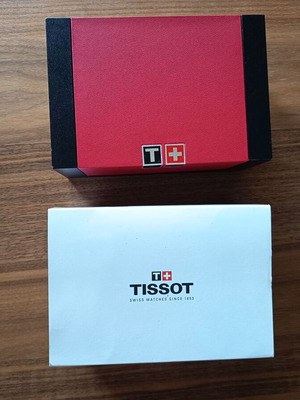 T+
T+
TISSOT
SWISS WATCHES SINCE 1853